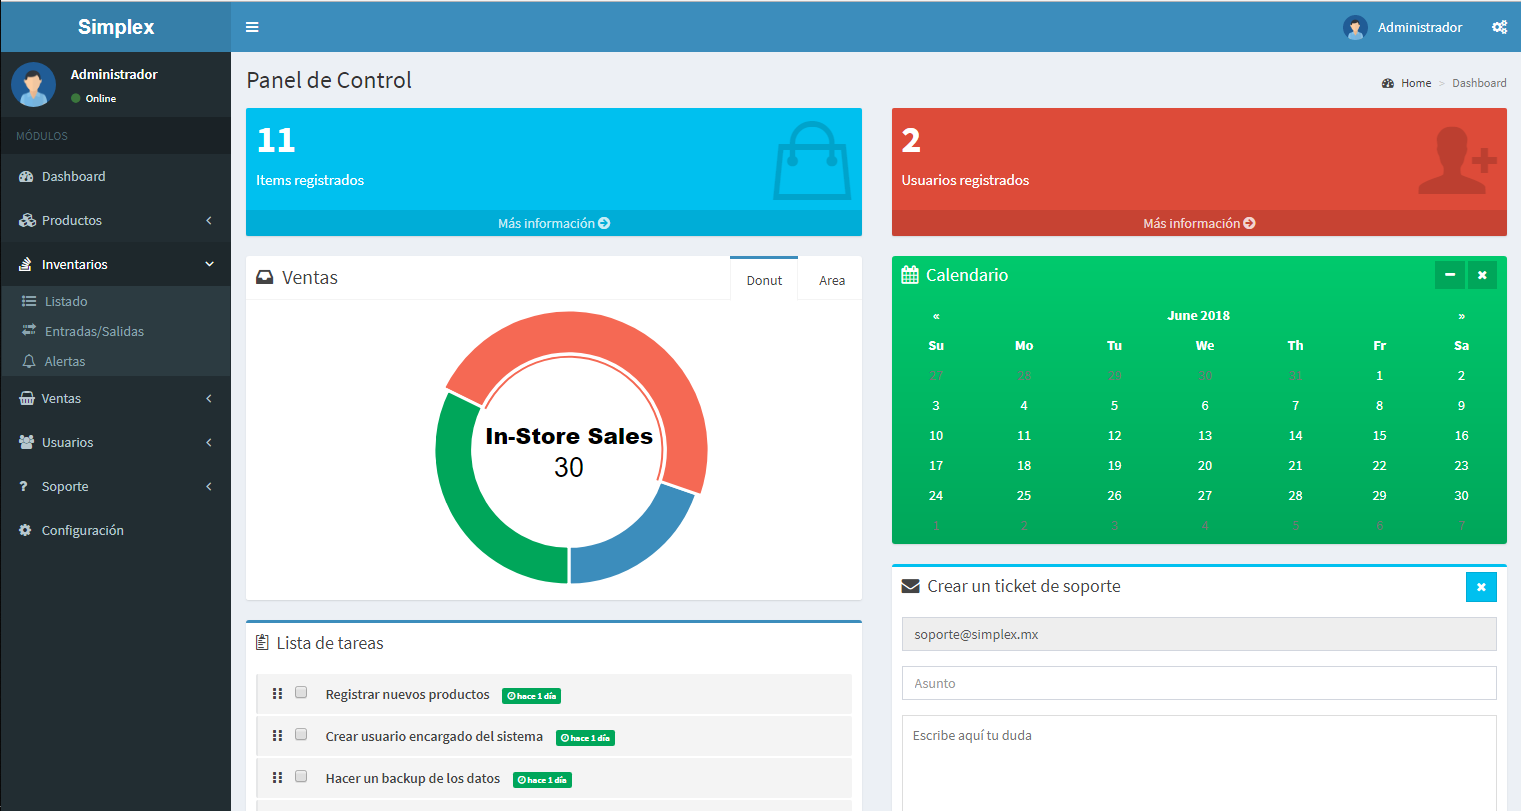 Simplex
Administrador
Administrador
Online
MÓDULOS
Dashboard
Productos
Inventarios
Listado
Entradas/Salidas
Alertas
Ventas
Usuarios
? Soporte
Configuración
Panel de Control
Home > Dashboard
11
Items registrados
Más información
2
Usuarios registrados
Más información
Ventas
Donut Area
In-Store Sales
30
Calendario
« June 2018 »
Su Mo Tu We Th Fr Sa
27 28 29 30 31 1 2
3 4 5 6 7 8 9
10 11 12 13 14 15 16
17 18 19 20 21 22 23
24 25 26 27 28 29 30
1 2 3 4 5 6 7
Lista de tareas
Registrar nuevos productos hace 1 día
Crear usuario encargado del sistema hace 1 día
Hacer un backup de los datos hace 1 día
Crear un ticket de soporte
soporte@simplex.mx
Asunto
Escribe aquí tu duda